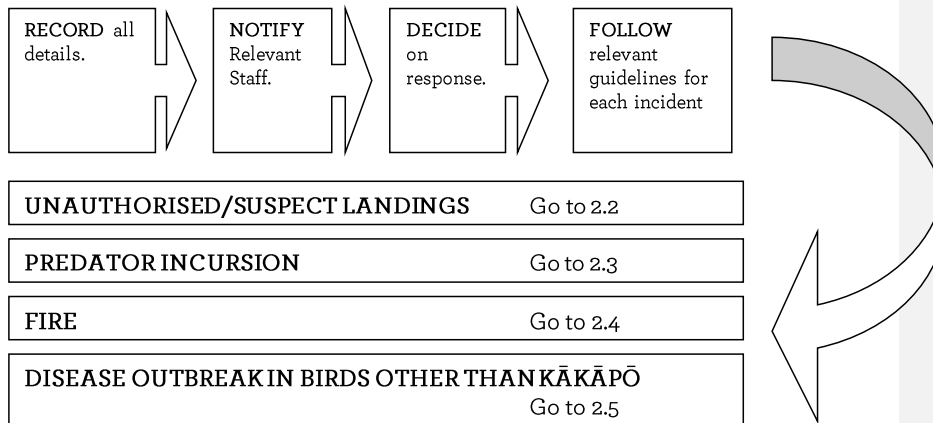 RECORD all
details.
NOTIFY
Relevant
Staff.
DECIDE
on
response.
FOLLOW
relevant
guidelines for
each incident
UNAUTHORISED/SUSPECT LANDINGS Go to 2.2
PREDATOR INCURSION Go to 2.3
FIRE Go to 2.4
DISEASE OUTBREAK IN BIRDS OTHER THAN KĀKĀPŌ
Go to 2.5